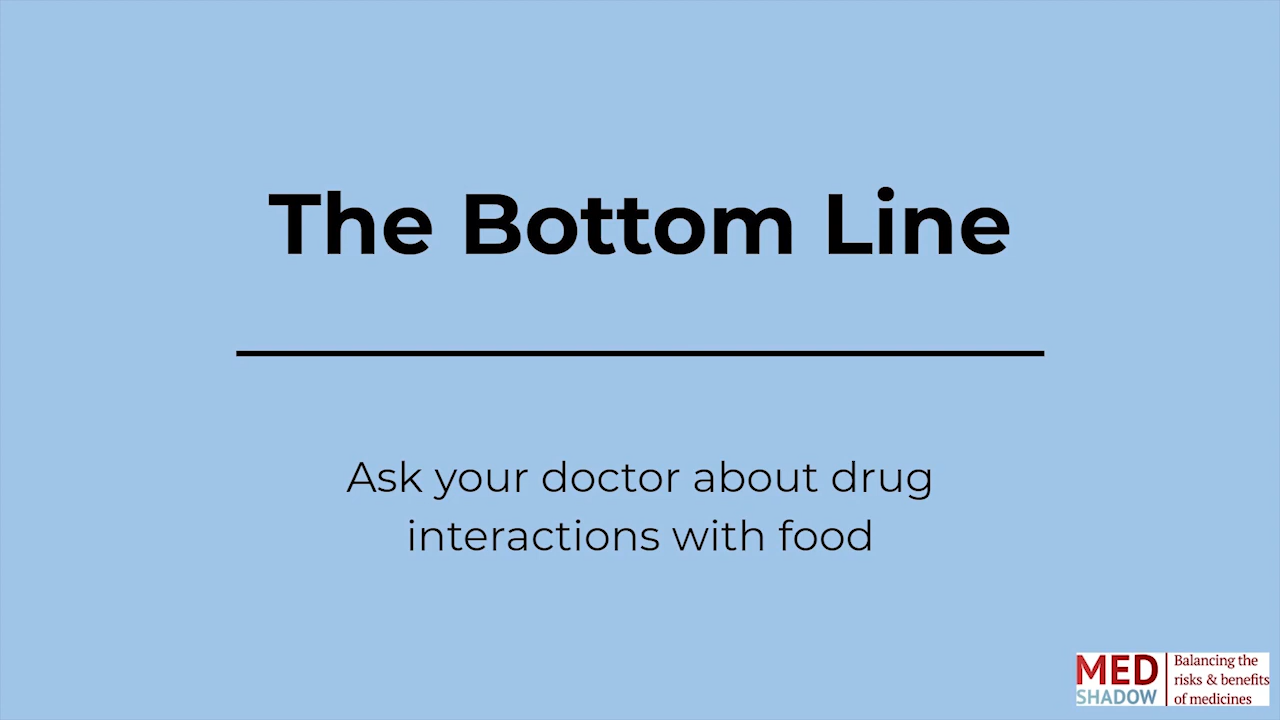 The Bottom Line
Ask your doctor about drug
interactions with food
MED
SHADOW
Balancing the
risks & benefits
of medicines